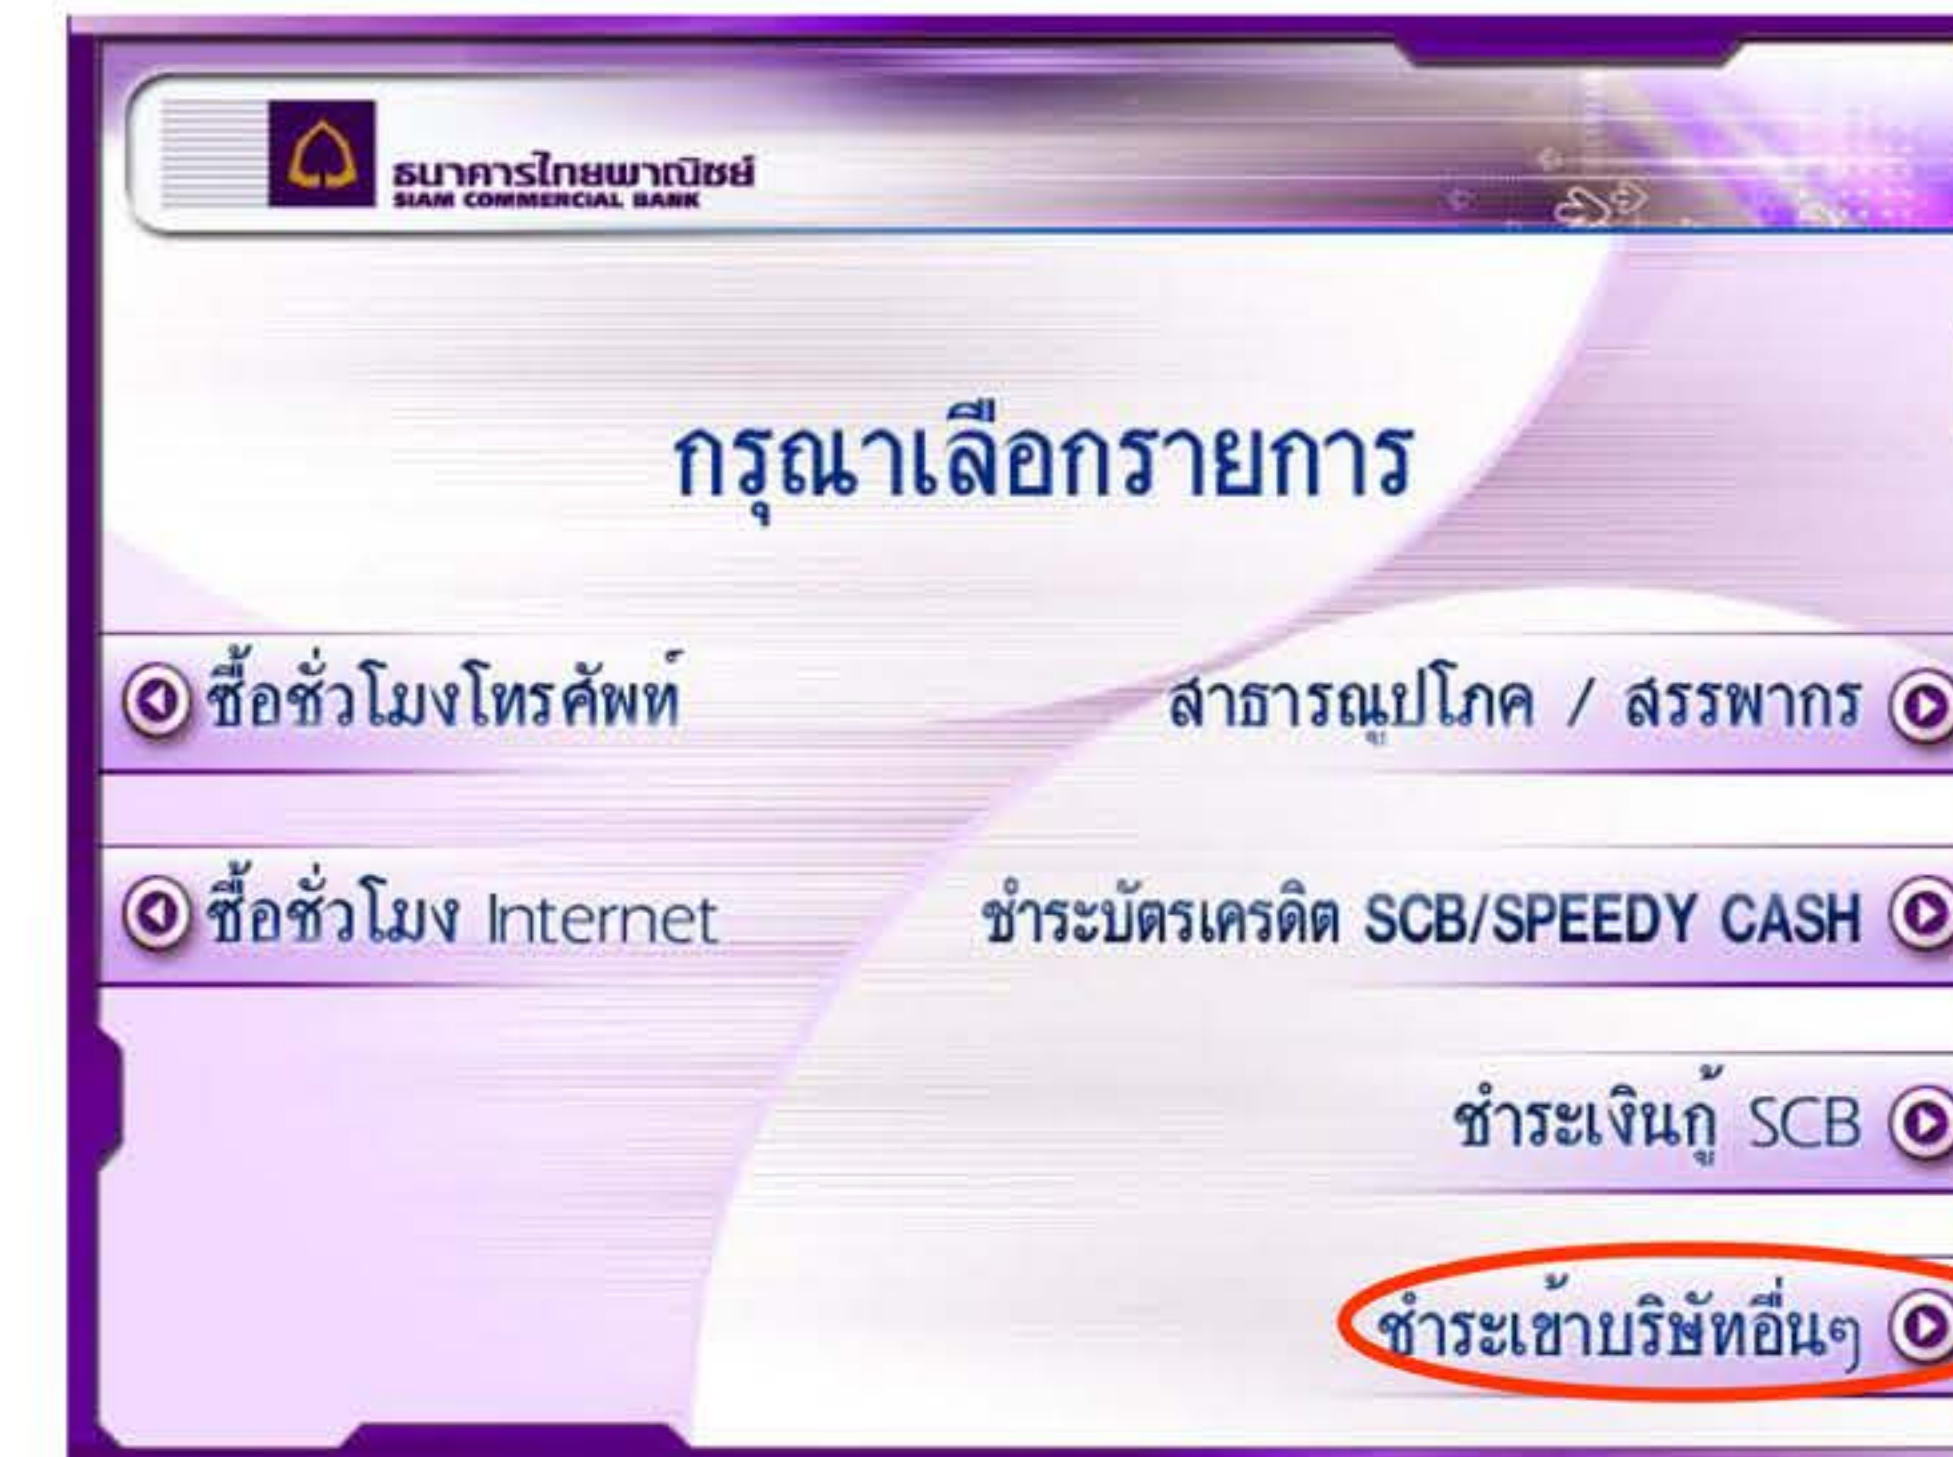 ธนาคารไทยพาณิชย์
SIAM COMMERCIAL BANK
กรุณาเลือกรายการ
ซื้อชั่วโมงโทรศัพท์
สาธารณูปโภค / สรรพากร
ซื้อชั่วโมง Internet
ชำระบัตรเครดิต SCB/SPEEDY CASH
ชำระเงินกู้ SCB
ชำระเข้าบริษัทอื่นๆ